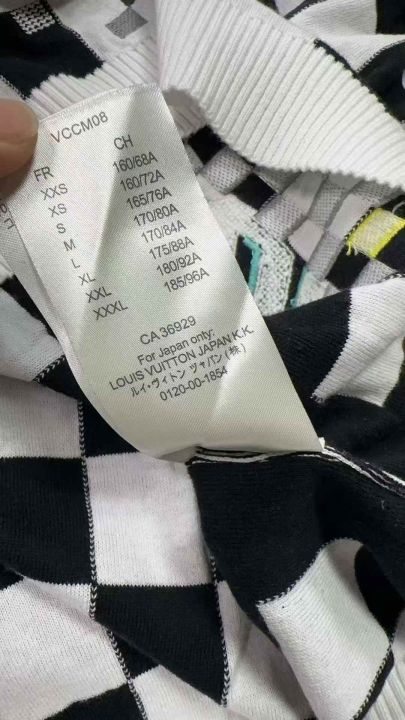 VCCM08
FR CH
XXS 160/68A
XS 160/72A
S 165/76A
M 170/80A
L 170/84A
XL 175/88A
XXL 180/92A
XXXL 185/96A
CA 36929
For Japan only:
LOUIS VUITTON JAPAN K.K.
ルイ・ヴィトン ジャパン(株)
0120-00-1854